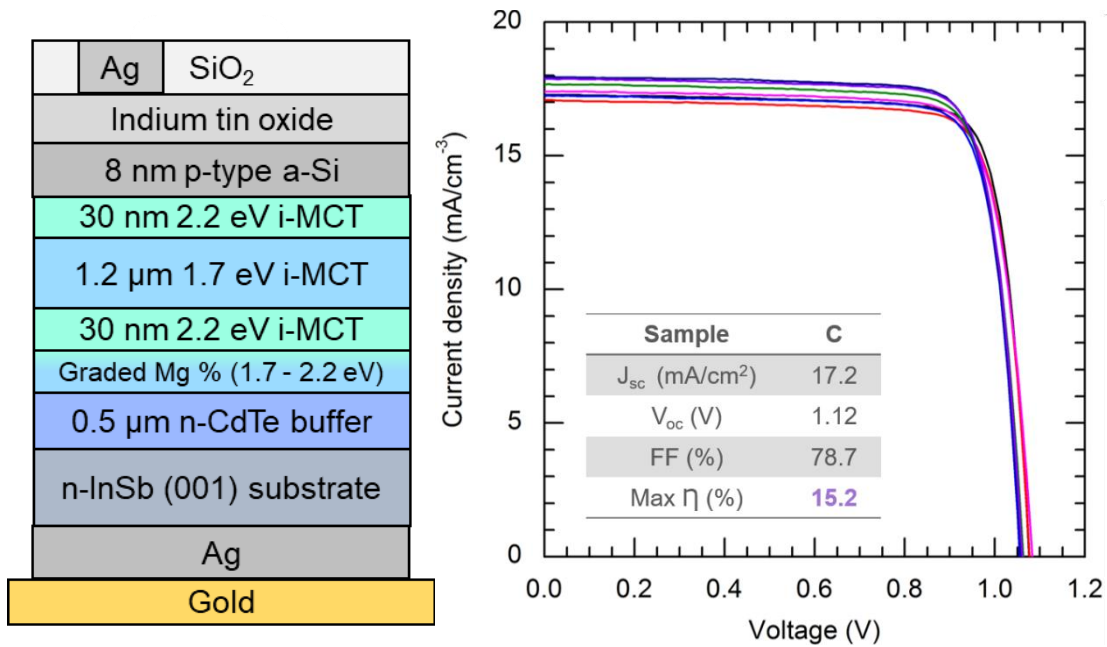 Ag SiO₂
Indium tin oxide
8 nm p-type a-Si
30 nm 2.2 eV i-MCT
1.2 µm 1.7 eV i-MCT
30 nm 2.2 eV i-MCT
Graded Mg % (1.7 - 2.2 eV)
0.5 µm n-CdTe buffer
n-InSb (001) substrate
Ag
Gold
Current density (mA/cm⁻³)
20
15
10
5
0
Sample C
Jsc (mA/cm²) 17.2
Voc (V) 1.12
FF (%) 78.7
Max Ƞ (%) 15.2
0.0 0.2 0.4 0.6 0.8 1.0 1.2
Voltage (V)